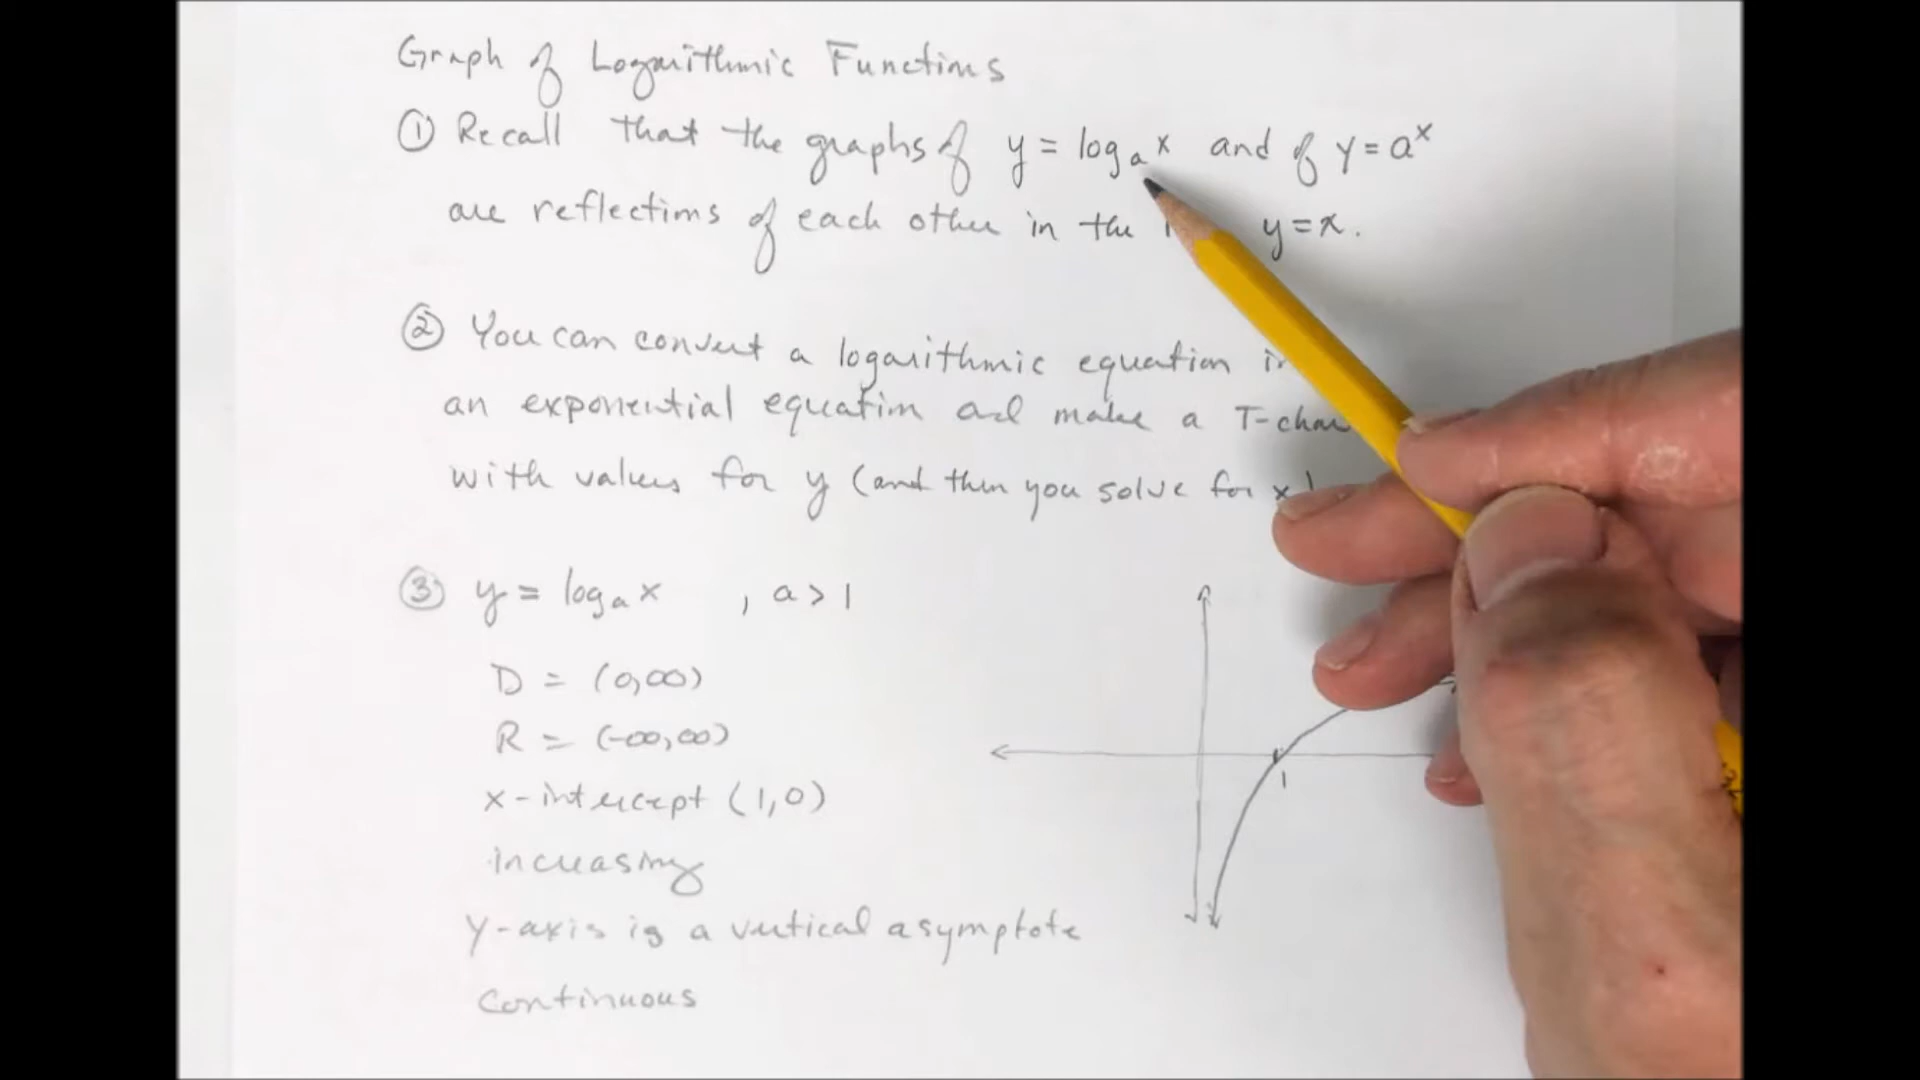 Graph of Logarithmic Functions
① Recall that the graphs of y = logₐ x and of y = aˣ
are reflections of each other in the y = x.
② You can convert a logarithmic equation
an exponential equation and make a
with values for y (and then you solve for x)
③ y = logₐ x , a > 1
D = (0,∞)
R = (-∞,∞)
x-intercept (1,0)
increasing
y-axis is a vertical asymptote
continuous
1